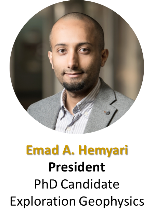 Emad A. Hemyari
President
PhD Candidate
Exploration Geophysics